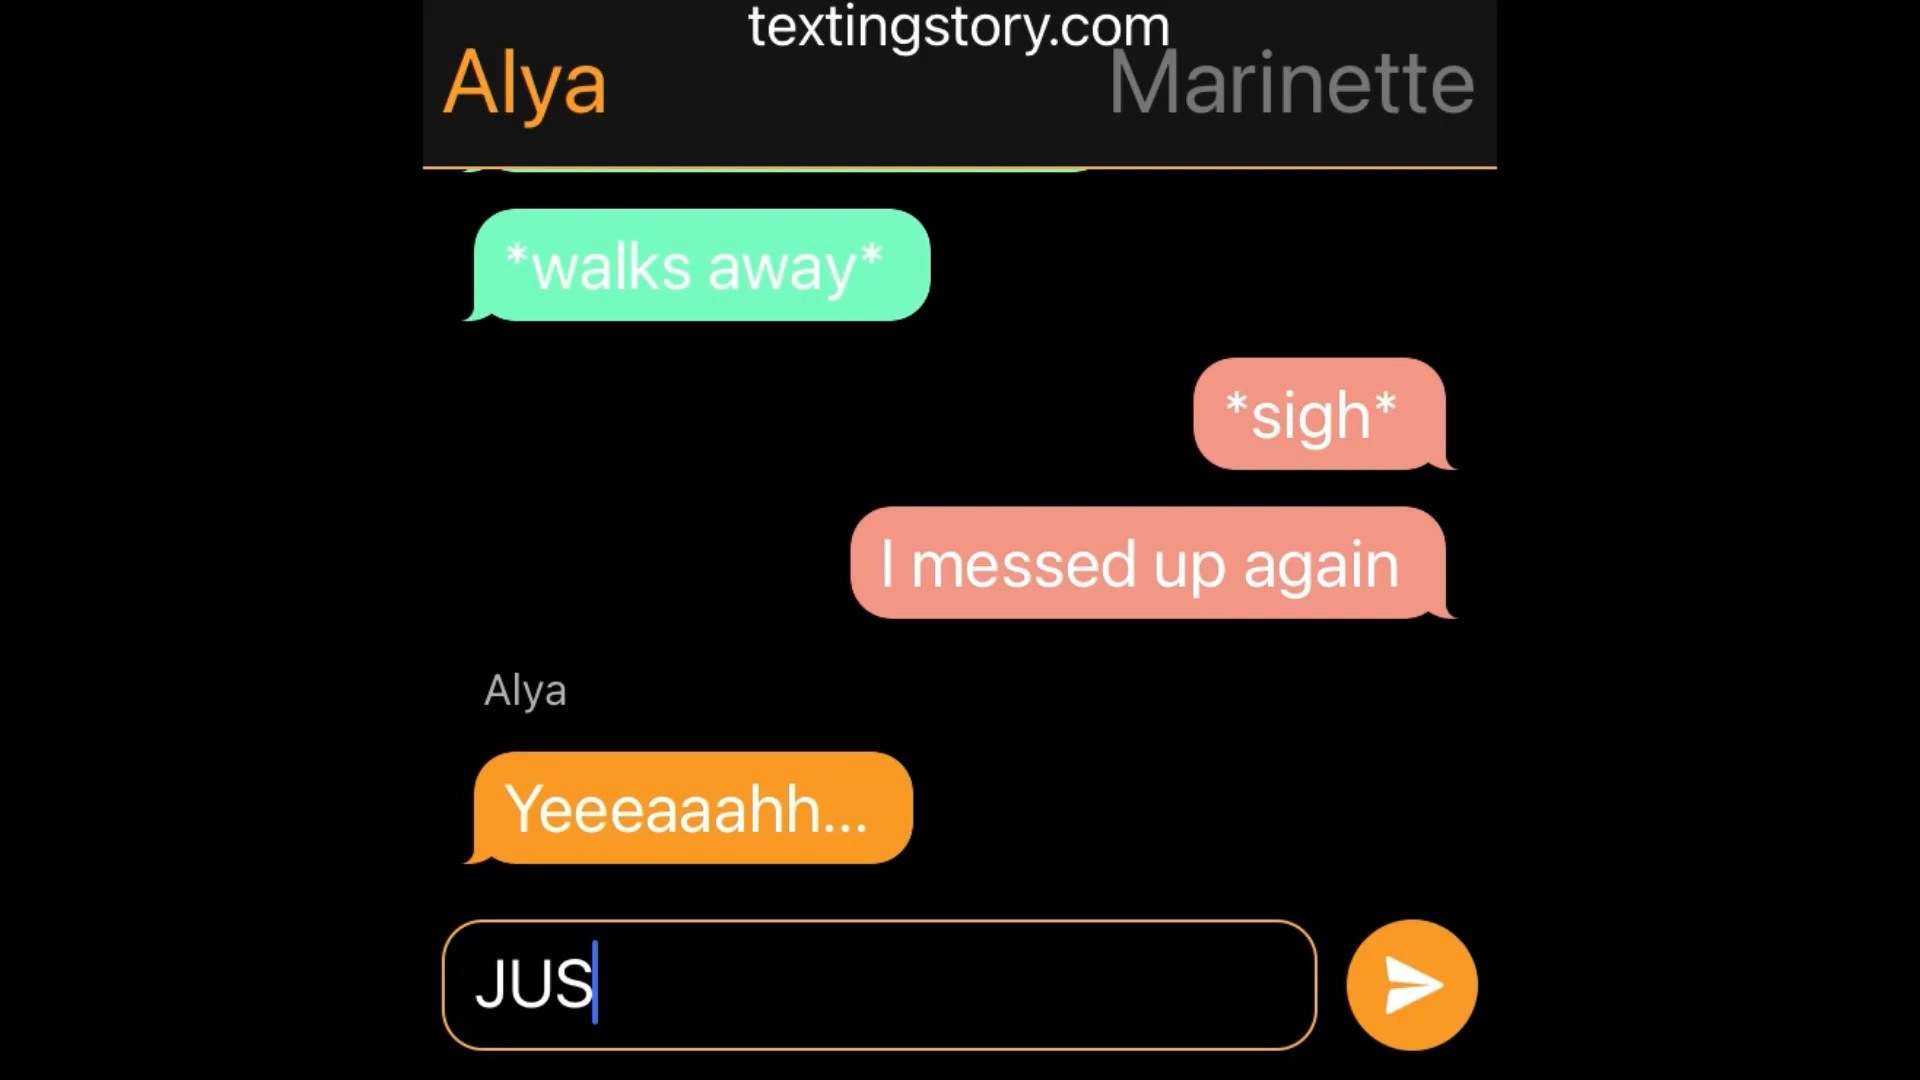 textingstory.com
Alya
Marinette
*walks away*
*sigh*
I messed up again
Alya
Yeeeaaahh...
JUS